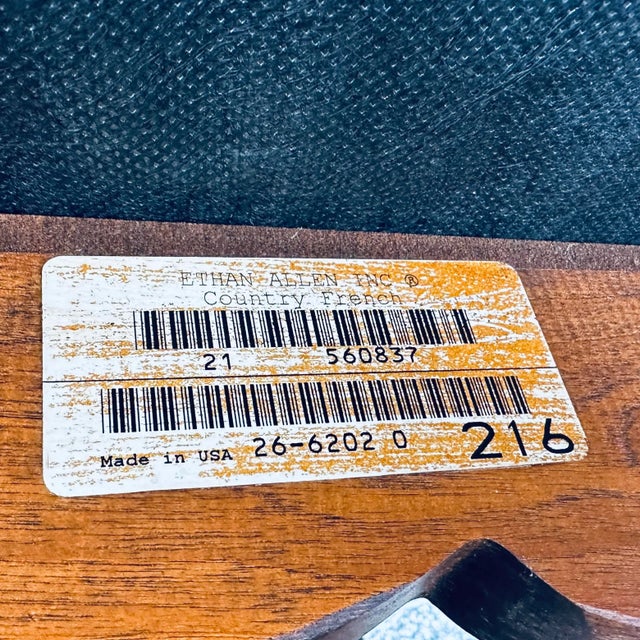 ETHAN ALLEN INC ®
Country French
21 560837
Made in USA 26-6202 0 216